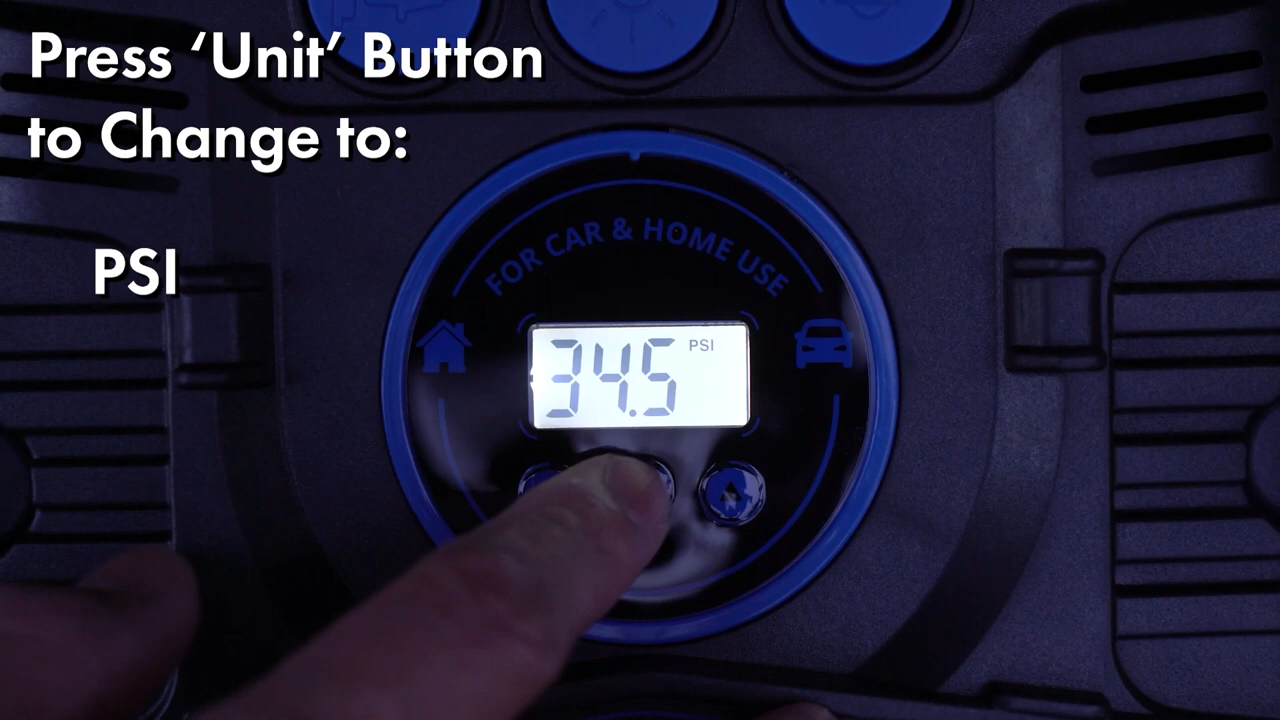 Press ‘Unit’ Button
to Change to:
PSI
FOR CAR & HOME USE
34.5 PSI